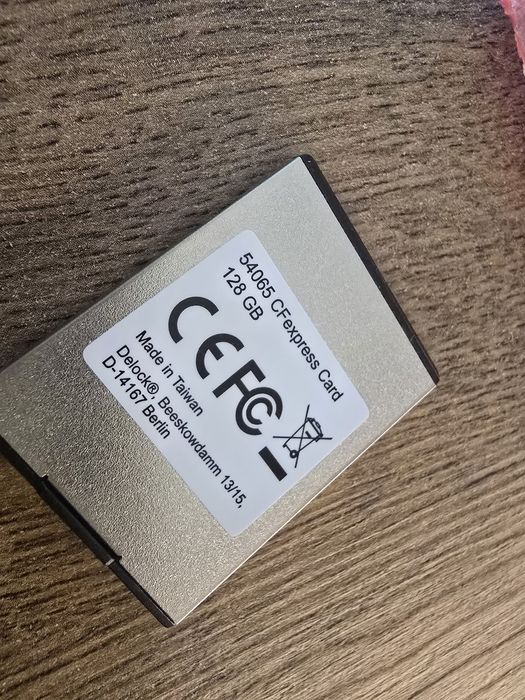 54065 CFexpress Card
128 GB
CE FC
Made in Taiwan
Delock®, Beeskowdamm 13/15,
D-14167 Berlin